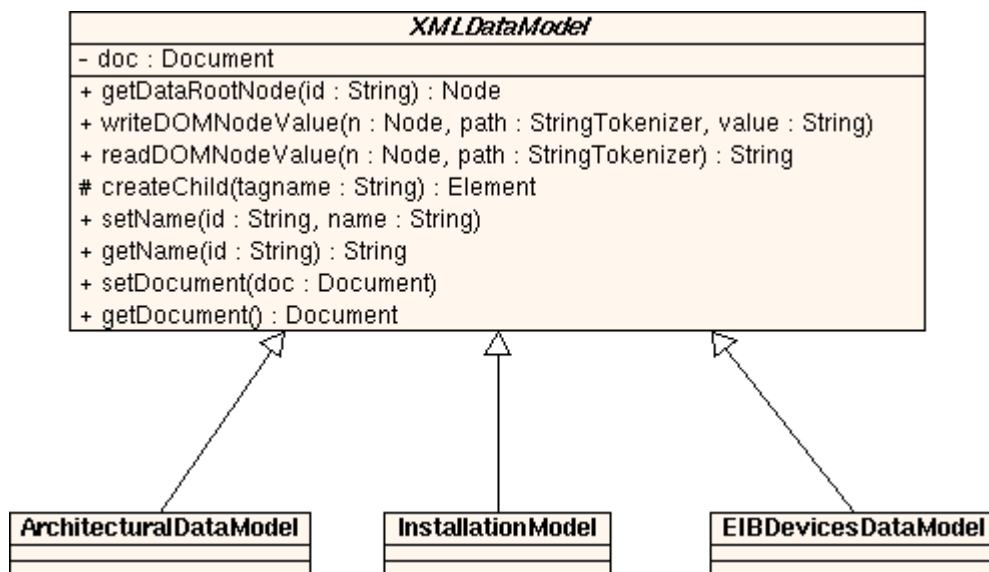 XMLDataModel
- doc : Document
+ getDataRootNode(id : String) : Node
+ writeDOMNodeValue(n : Node, path : StringTokenizer, value : String)
+ readDOMNodeValue(n : Node, path : StringTokenizer) : String
# createChild(tagname : String) : Element
+ setName(id : String, name : String)
+ getName(id : String) : String
+ setDocument(doc : Document)
+ getDocument() : Document
ArchitecturalDataModel
InstallationModel
EIBDevicesDataModel